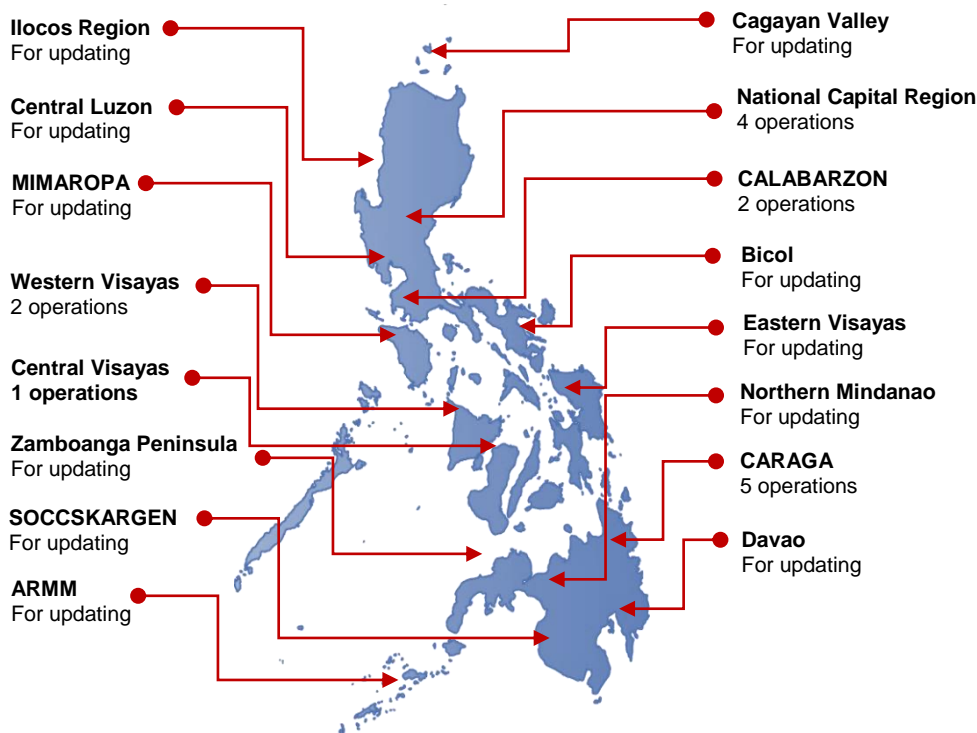 Ilocos Region
For updating
Central Luzon
For updating
MIMAROPA
For updating
Western Visayas
2 operations
Central Visayas
1 operations
Zamboanga Peninsula
For updating
SOCCSKARGEN
For updating
ARMM
For updating
Cagayan Valley
For updating
National Capital Region
4 operations
CALABARZON
2 operations
Bicol
For updating
Eastern Visayas
For updating
Northern Mindanao
For updating
CARAGA
5 operations
Davao
For updating